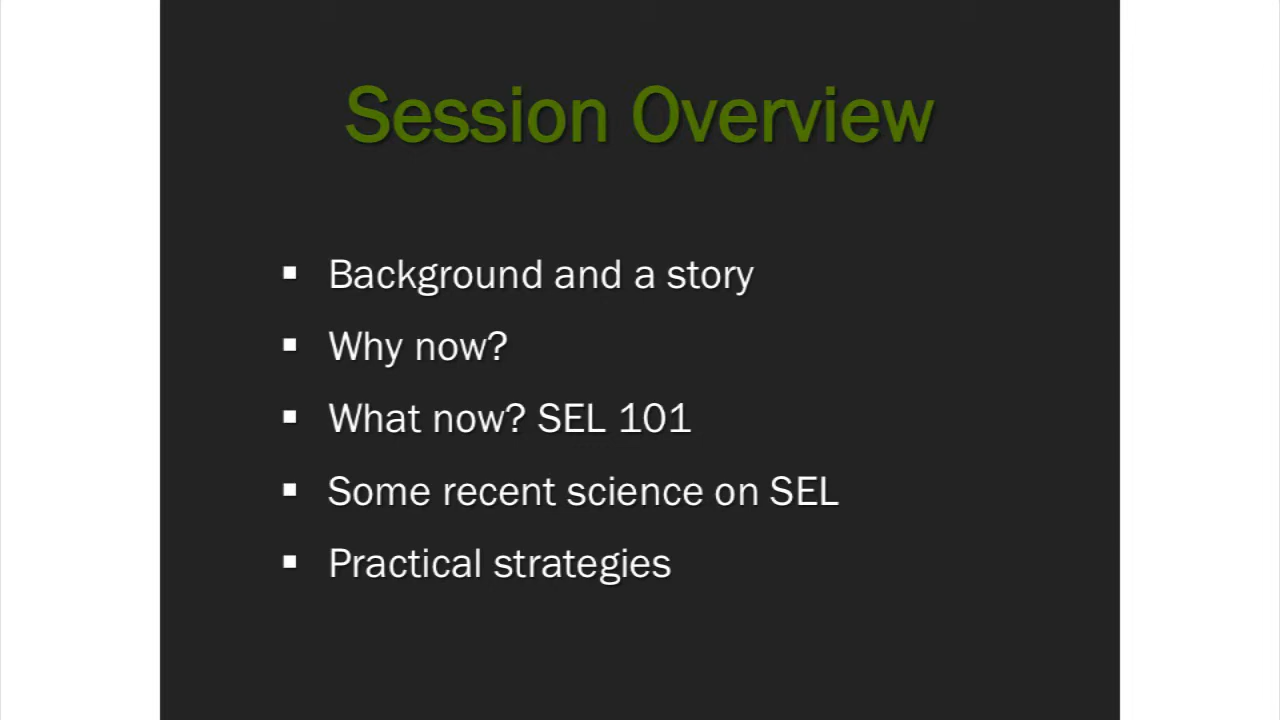 Session Overview
▪ Background and a story
▪ Why now?
▪ What now? SEL 101
▪ Some recent science on SEL
▪ Practical strategies